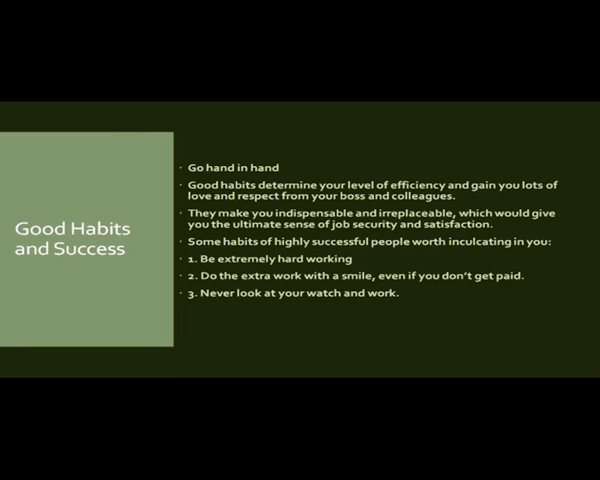 Good Habits
and Success
· Go hand in hand
· Good habits determine your level of efficiency and gain you lots of
love and respect from your boss and colleagues.
· They make you indispensable and irreplaceable, which would give
you the ultimate sense of job security and satisfaction.
· Some habits of highly successful people worth inculcating in you:
· 1. Be extremely hard working
· 2. Do the extra work with a smile, even if you don't get paid.
· 3. Never look at your watch and work.